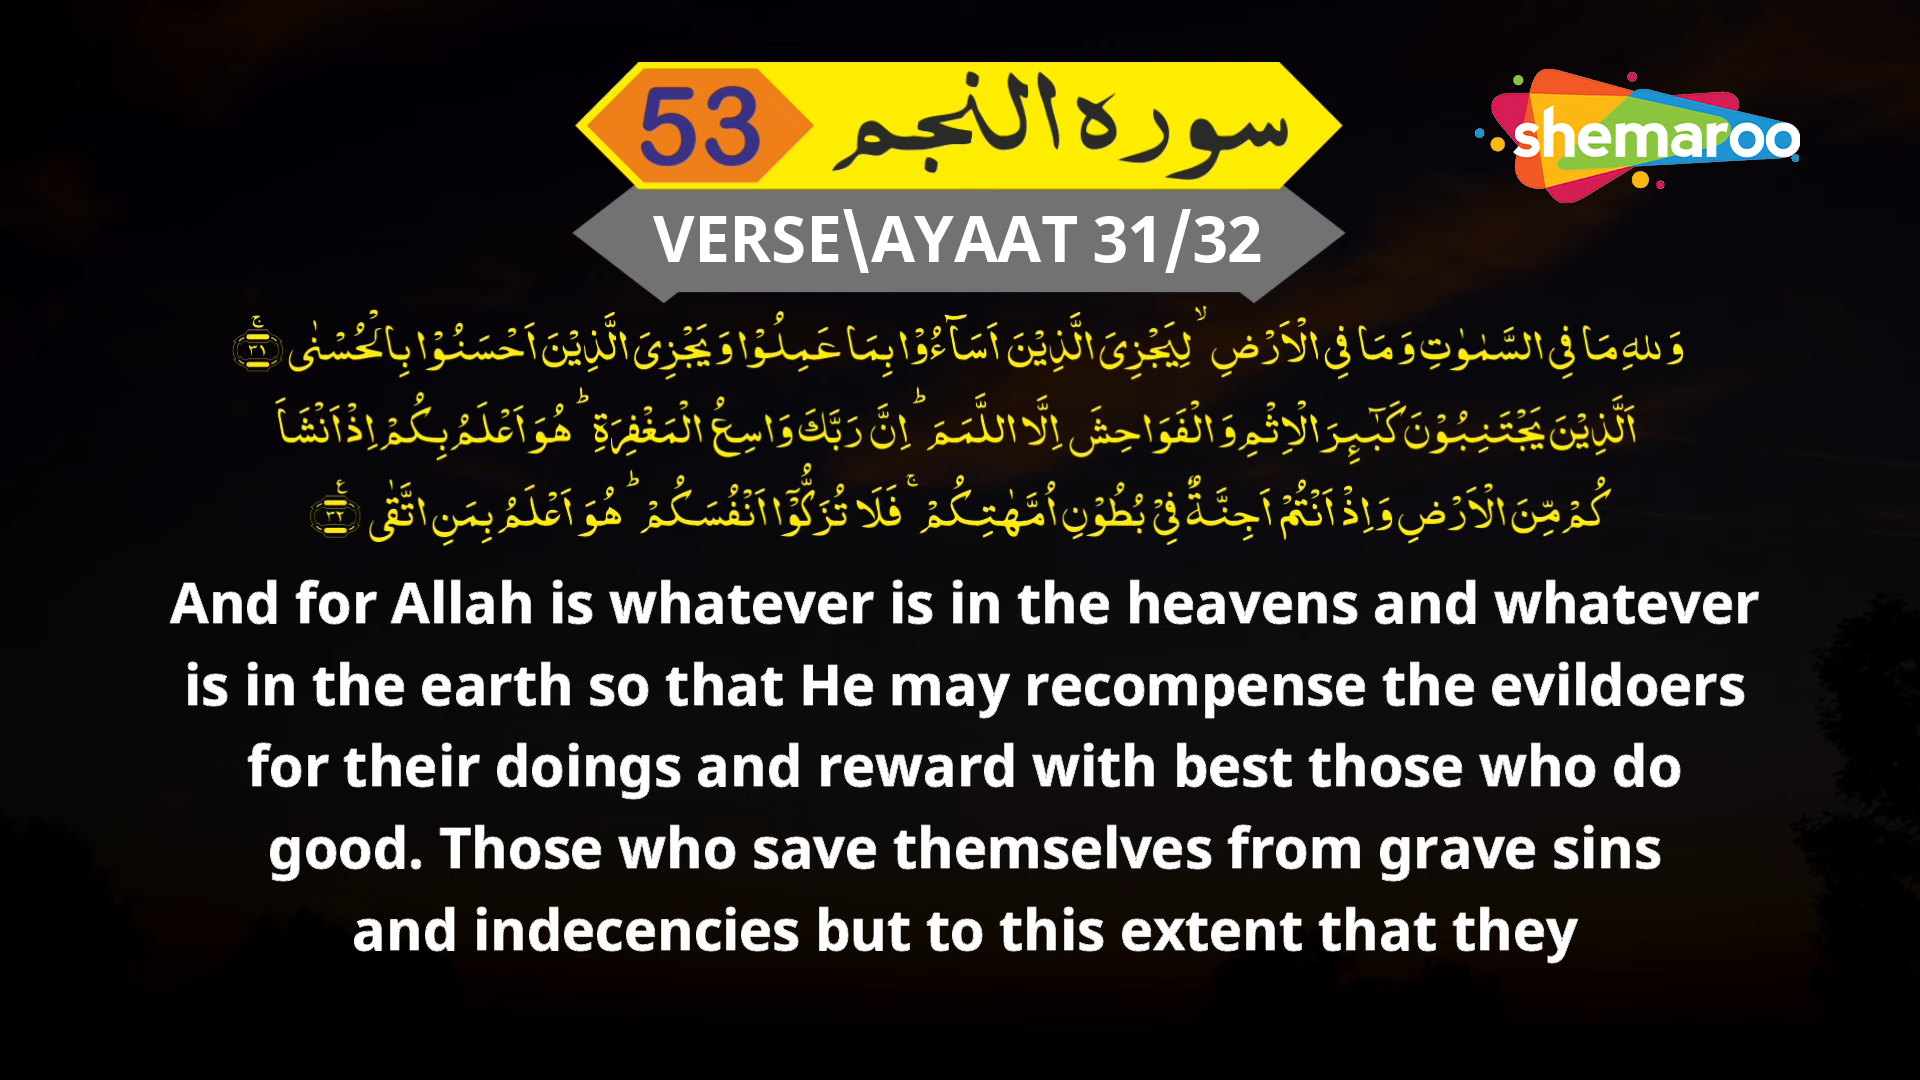 53 سوره النجم
shemaroo
VERSE\AYAAT 31/32
وَ لِلّٰهِ مَا فِی السَّمٰوٰتِ وَ مَا فِی الْاَرْضِ ۙ لِیَجْزِیَ الَّذِیْنَ اَسَآءُوْا بِمَا عَمِلُوْا وَ یَجْزِیَ الَّذِیْنَ اَحْسَنُوْا بِالْحُسْنٰی ۚ﴿۳۱﴾
اَلَّذِیْنَ یَجْتَنِبُوْنَ کَبٰٓئِرَ الْاِثْمِ وَ الْفَوَاحِشَ اِلَّا اللَّمَمَ ؕ اِنَّ رَبَّكَ وَاسِعُ الْمَغْفِرَةِ ؕ هُوَ اَعْلَمُ بِكُمْ اِذْ اَنْشَاَ
كُمْ مِّنَ الْاَرْضِ وَ اِذْ اَنْتُمْ اَجِنَّةٌ فِیْ بُطُوْنِ اُمَّهٰتِكُمْ ۚ فَلَا تُزَكُّوْۤا اَنْفُسَكُمْ ؕ هُوَ اَعْلَمُ بِمَنِ اتَّقٰی ﴿۳۲﴾
And for Allah is whatever is in the heavens and whatever
is in the earth so that He may recompense the evildoers
for their doings and reward with best those who do
good. Those who save themselves from grave sins
and indecencies but to this extent that they